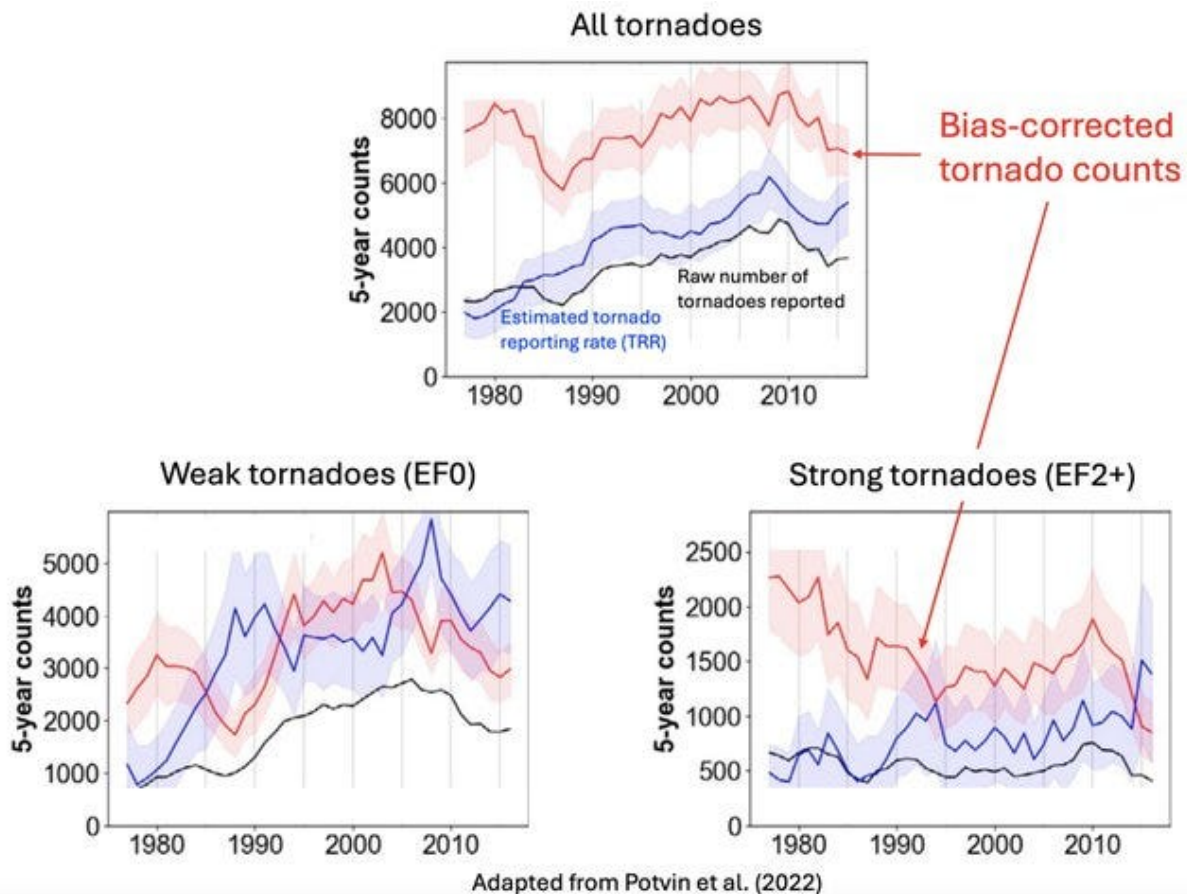 All tornadoes
5-year counts
8000
6000
4000
2000
0
1980 1990 2000 2010
Bias-corrected
tornado counts
Raw number of
tornadoes reported
Estimated tornado
reporting rate (TRR)
Weak tornadoes (EF0)
5-year counts
5000
4000
3000
2000
1000
0
1980 1990 2000 2010
Strong tornadoes (EF2+)
5-year counts
2500
2000
1500
1000
500
0
1980 1990 2000 2010
Adapted from Potvin et al. (2022)